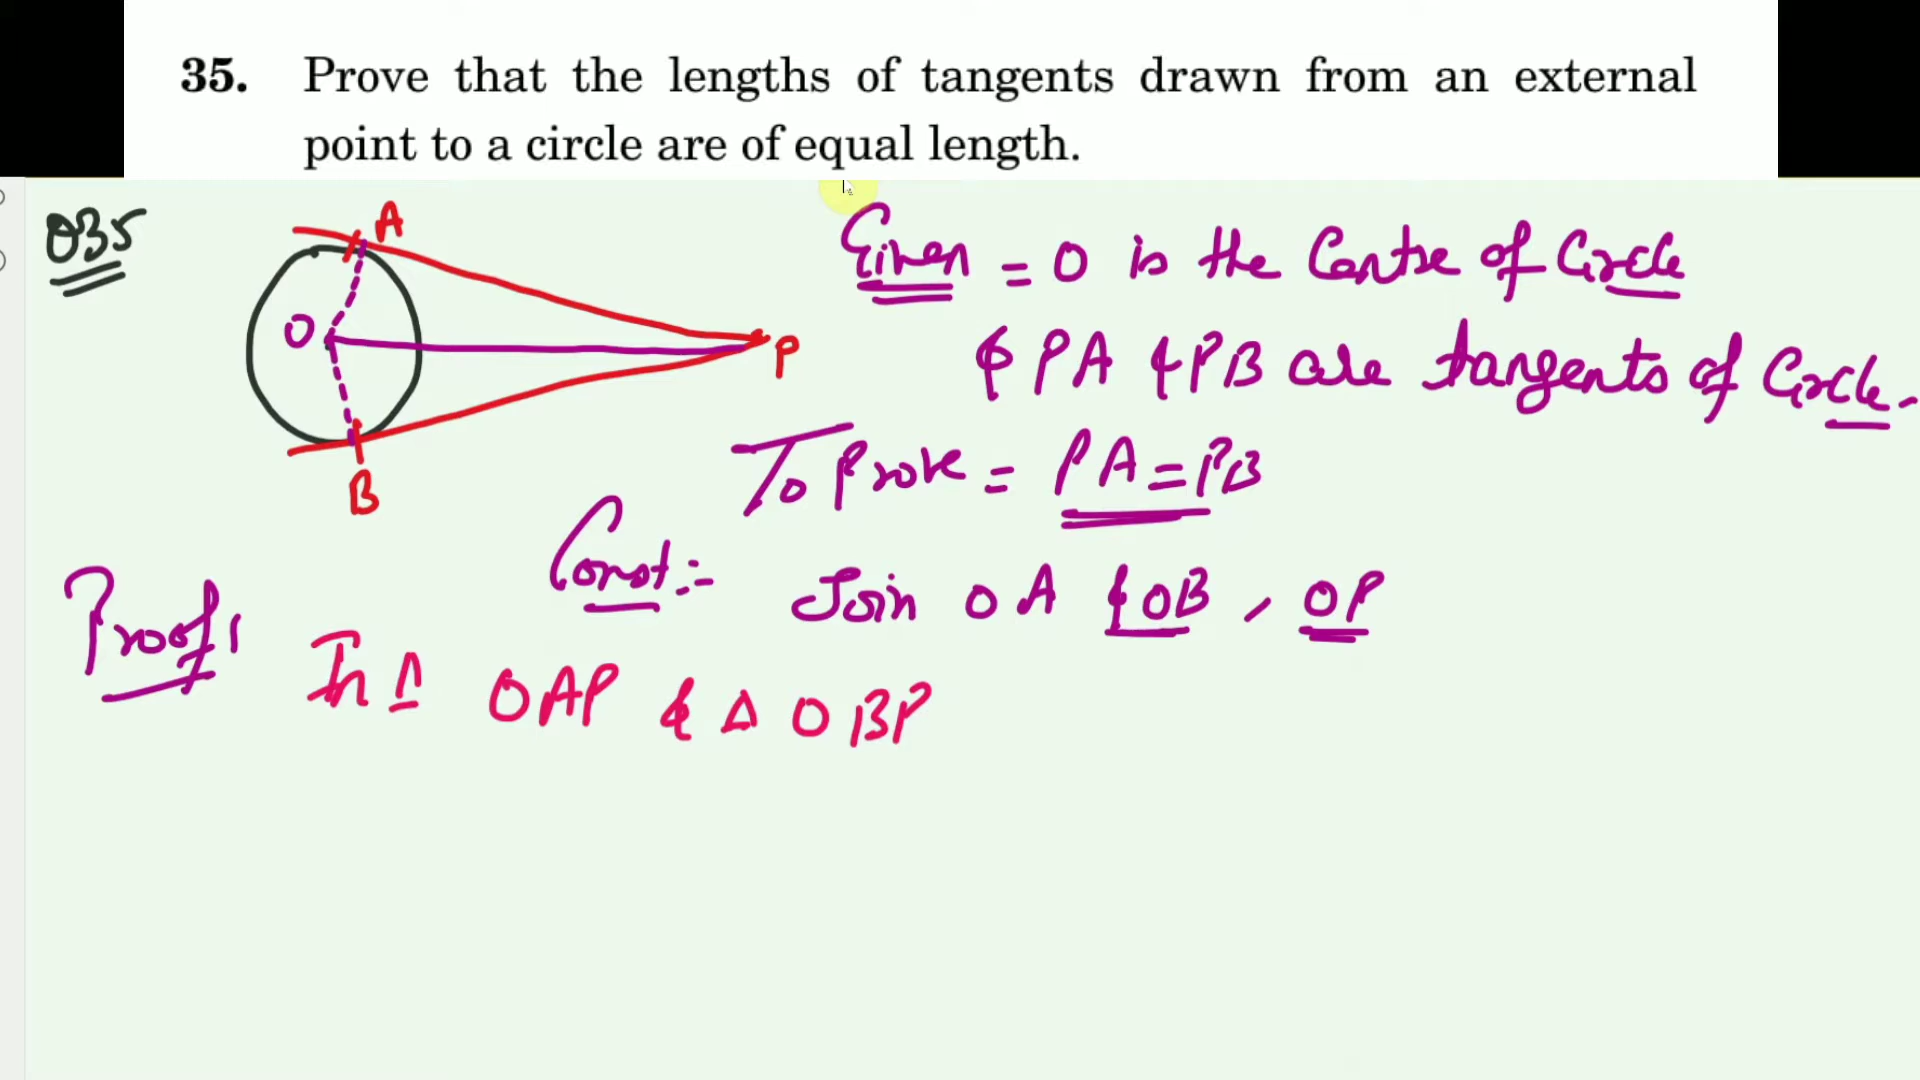 35. Prove that the lengths of tangents drawn from an external
point to a circle are of equal length.
Q35
A
O
P
B
Given = O is the Centre of Circle
& PA & PB are tangents of Circle.
To Prove = PA = PB
Const := Join OA & OB, OP
Proof:
In Δ OAP & Δ OBP